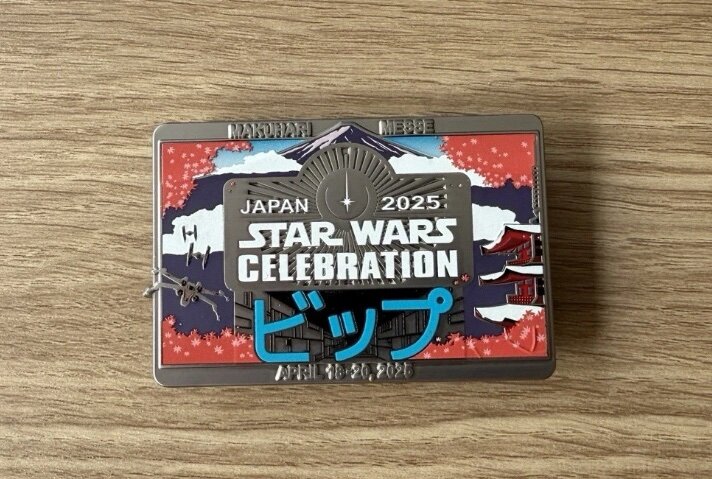 MAKUHARI MESSE
JAPAN 2025
STAR WARS
CELEBRATION
ビップ
APRIL 18-20, 2025